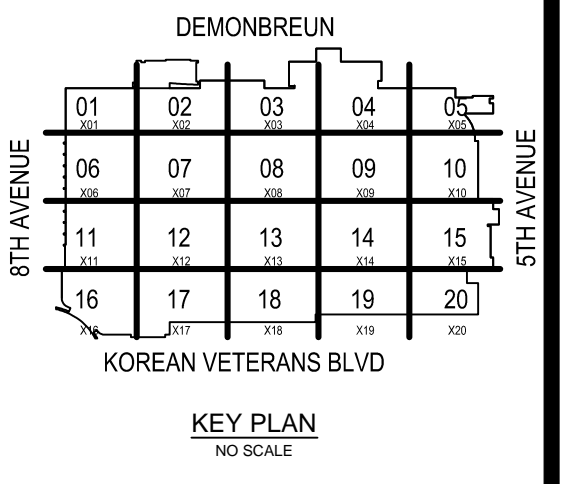 DEMONBREUN
01 02 03 04 05
X01 X02 X03 X04 X05
06 07 08 09 10
X06 X07 X08 X09 X10
11 12 13 14 15
X11 X12 X13 X14 X15
16 17 18 19 20
X16 X17 X18 X19 X20
8TH AVENUE
5TH AVENUE
KOREAN VETERANS BLVD
KEY PLAN
NO SCALE